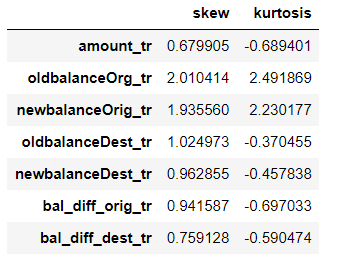 skew kurtosis
amount_tr 0.679905 -0.689401
oldbalanceOrg_tr 2.010414 2.491869
newbalanceOrig_tr 1.935560 2.230177
oldbalanceDest_tr 1.024973 -0.370455
newbalanceDest_tr 0.962855 -0.457838
bal_diff_orig_tr 0.941587 -0.697033
bal_diff_dest_tr 0.759128 -0.590474